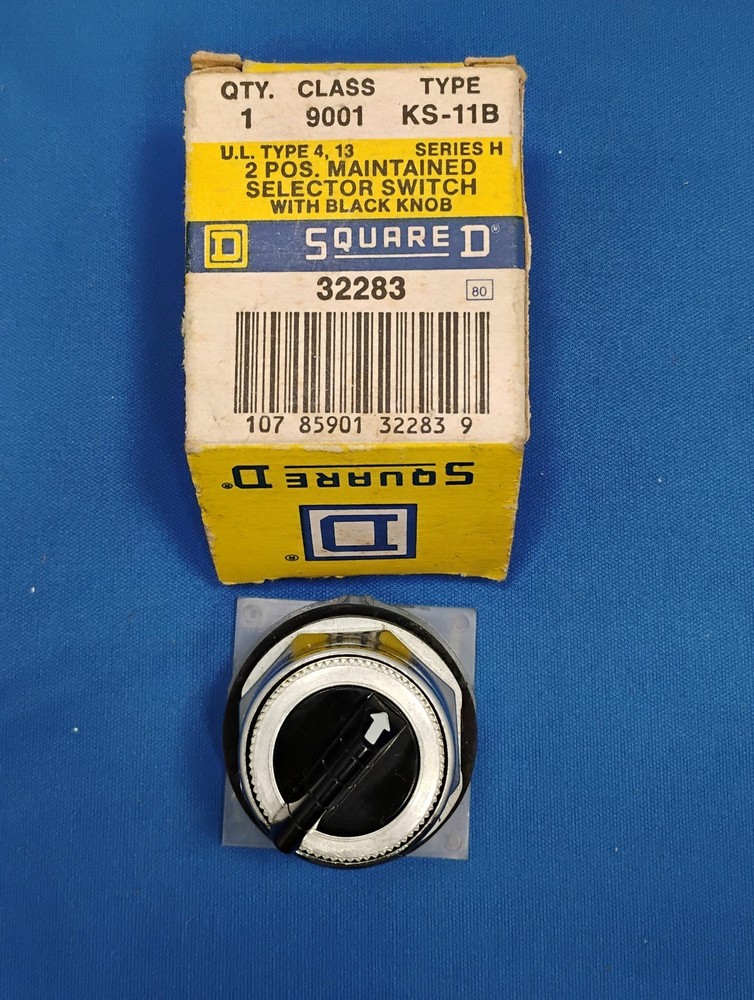 QTY. CLASS TYPE
1 9001 KS-11B
U.L. TYPE 4, 13 SERIES H
2 POS. MAINTAINED
SELECTOR SWITCH
WITH BLACK KNOB
D SQUARE D®
32283 80
107 85901 32283 9
SQUARE D®
D®